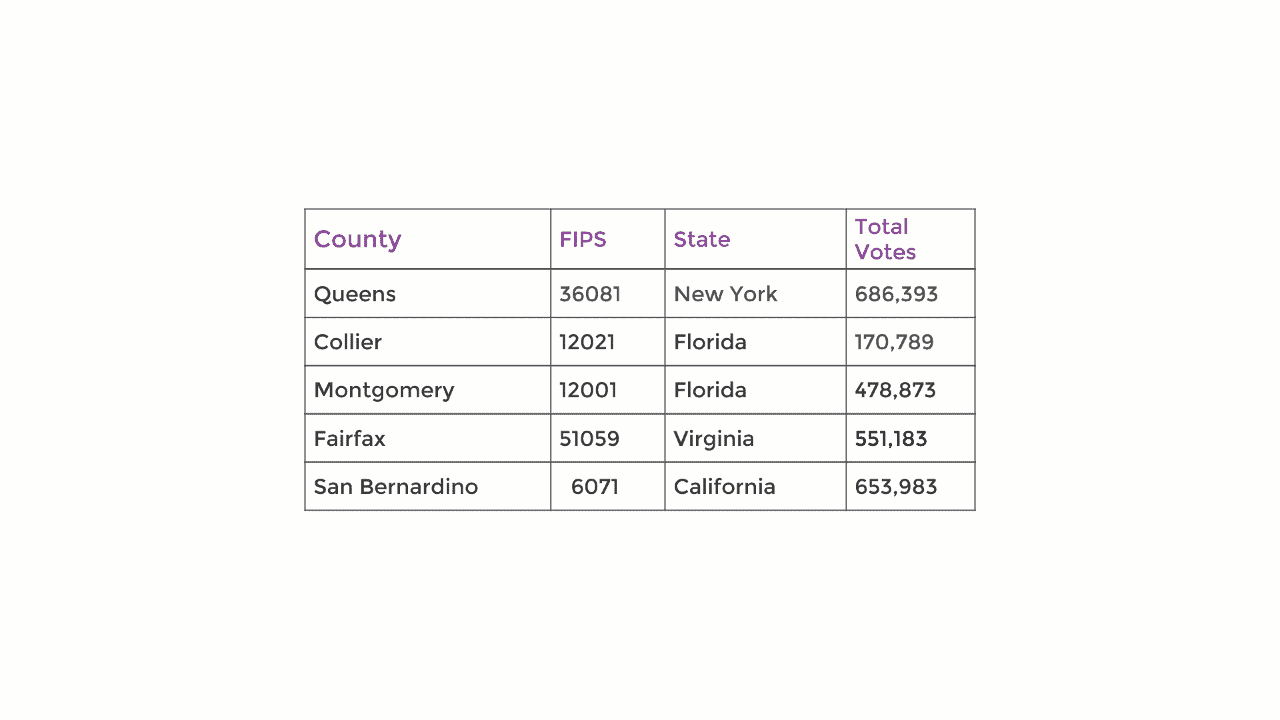 County FIPS State Total Votes
Queens 36081 New York 686,393
Collier 12021 Florida 170,789
Montgomery 12001 Florida 478,873
Fairfax 51059 Virginia 551,183
San Bernardino 6071 California 653,983